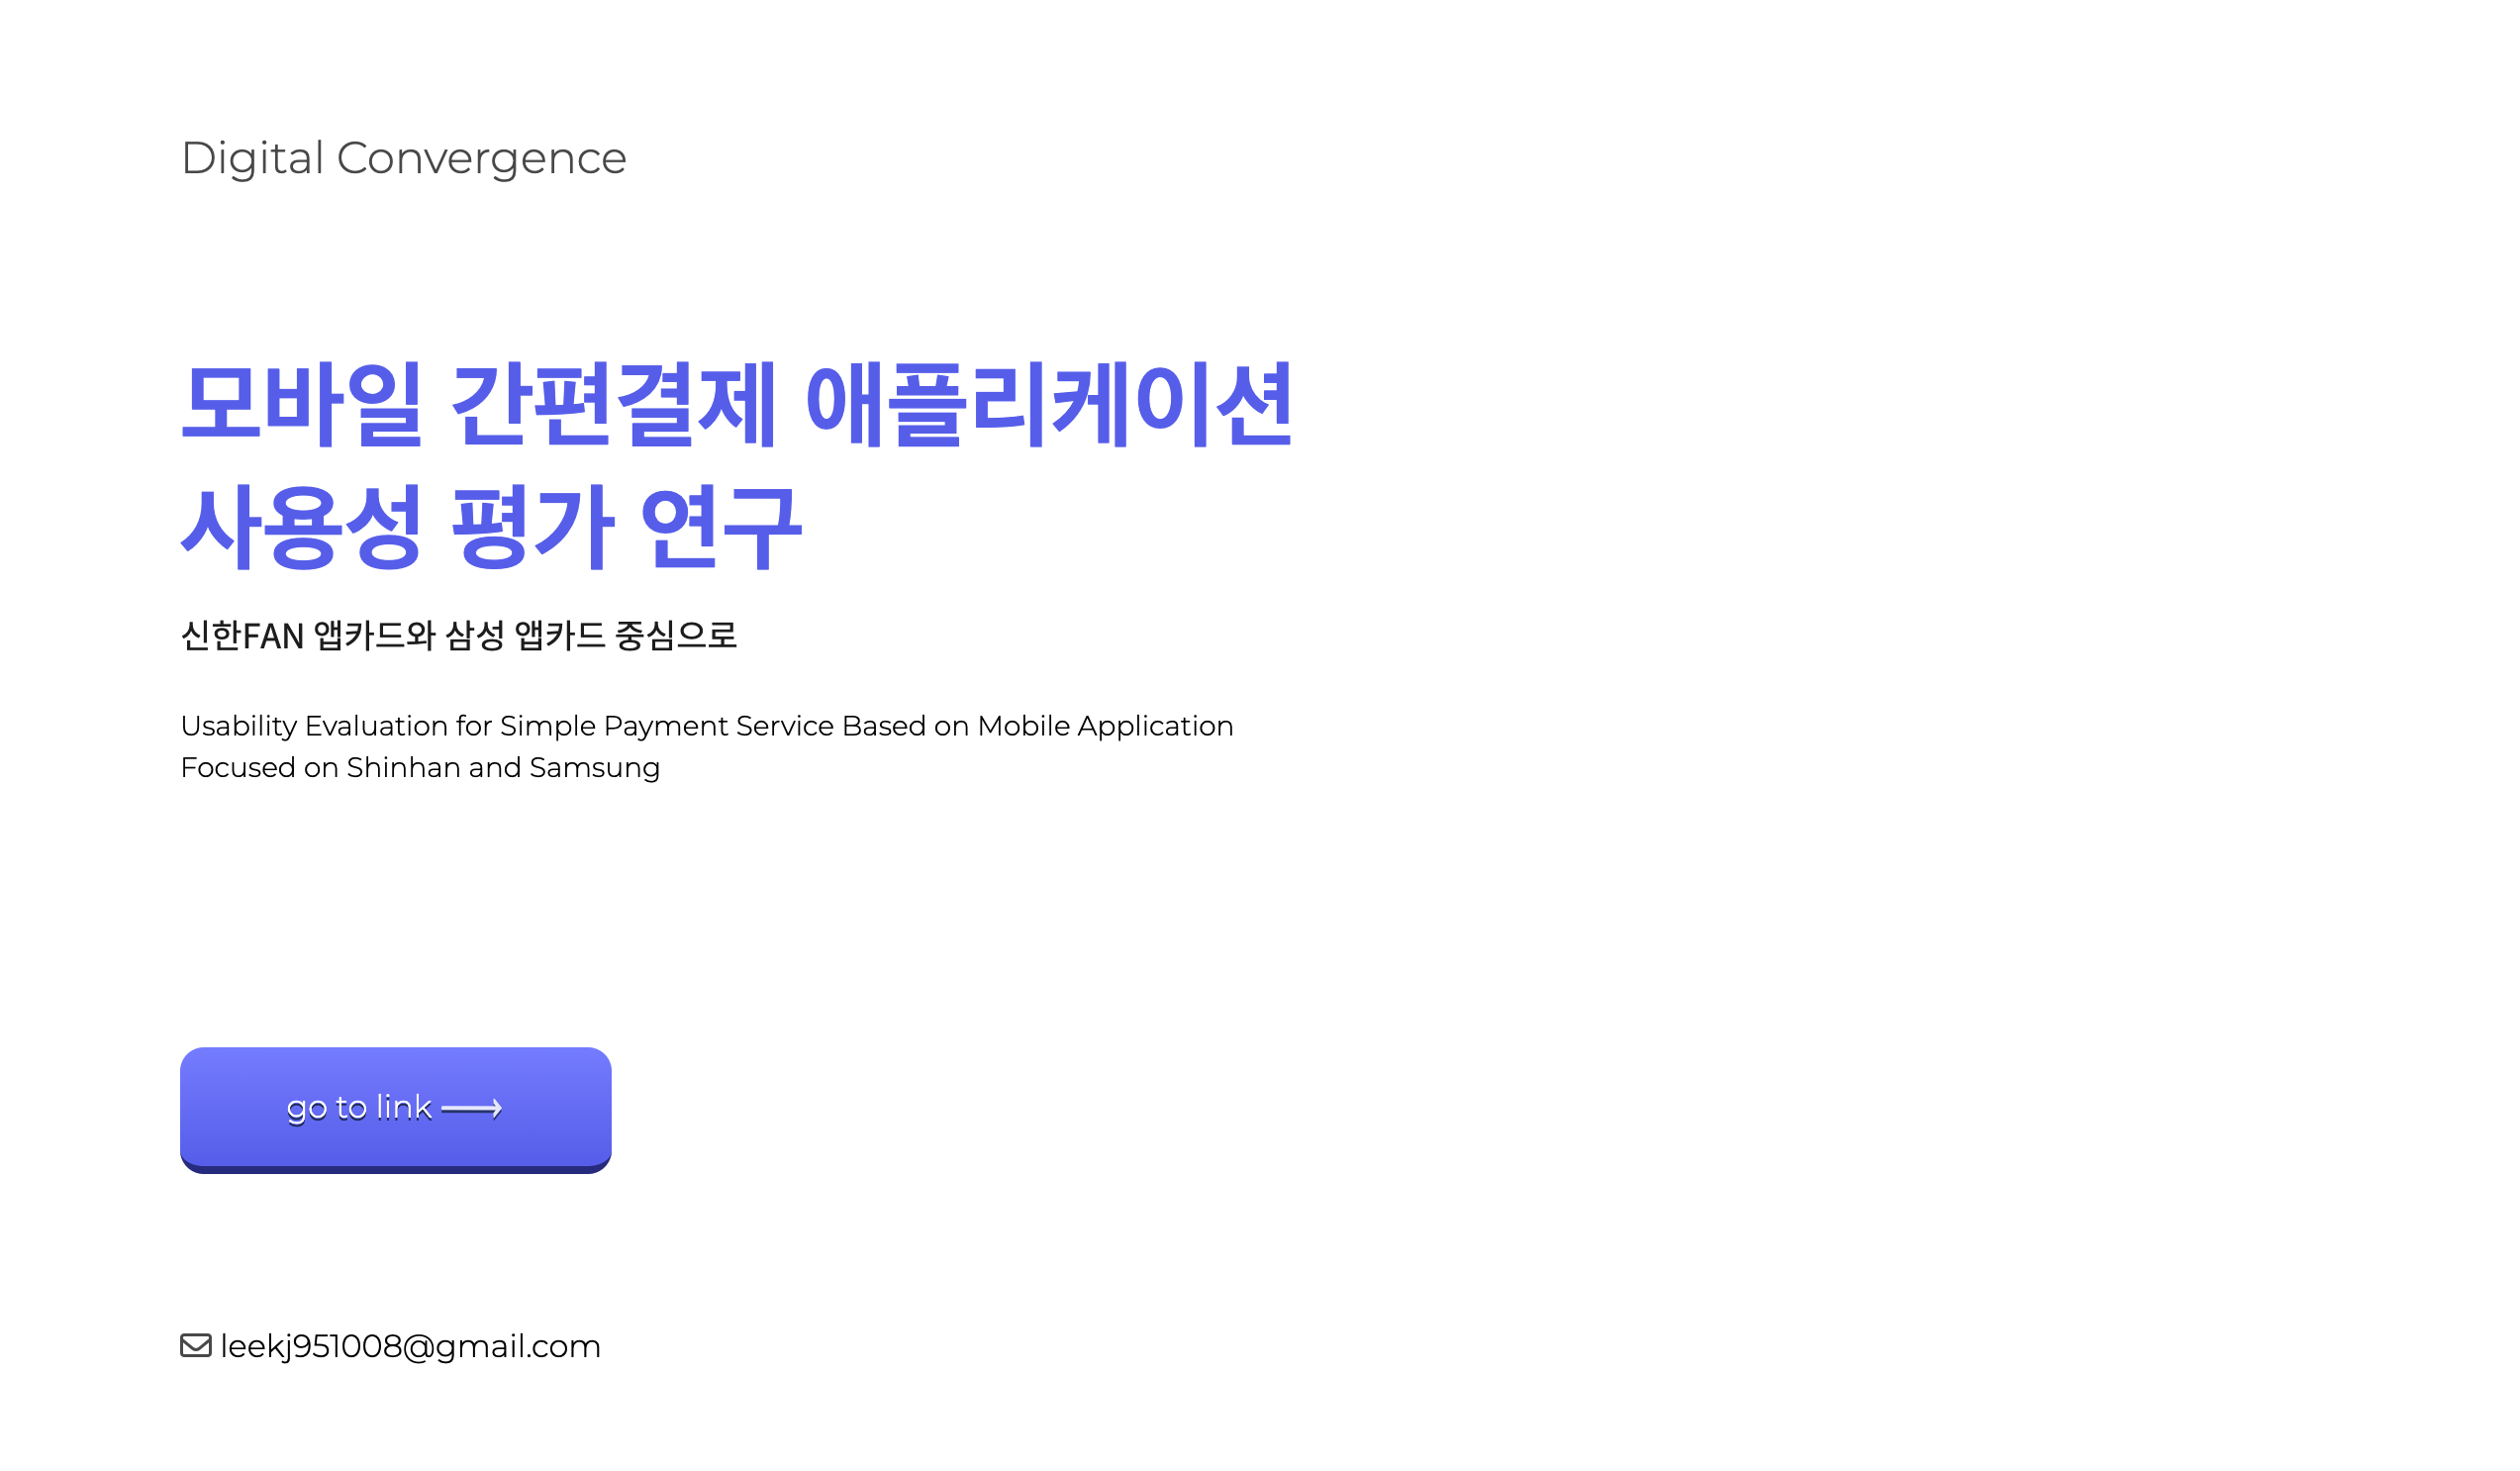 Digital Convergence
모바일 간편결제 애플리케이션
사용성 평가 연구
신한FAN 앱카드와 삼성 앱카드 중심으로
Usability Evaluation for Simple Payment Service Based on Mobile Application
Focused on Shinhan and Samsung
go to link
leekj951008@gmail.com